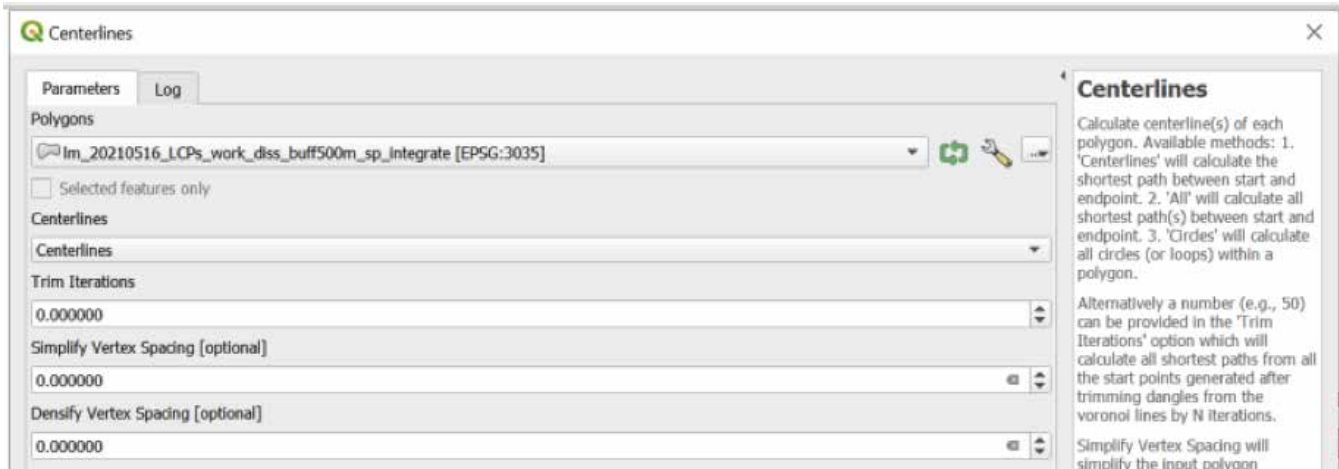 Centerlines
Parameters
Log
Polygons
lm_20210516_LCPs_work_diss_buff500m_sp_integrate [EPSG:3035]
Selected features only
Centerlines
Centerlines
Trim Iterations
0.000000
Simplify Vertex Spacing [optional]
0.000000
Densify Vertex Spacing [optional]
0.000000
Centerlines
Calculate centerline(s) of each
polygon. Available methods: 1.
'Centerlines' will calculate the
shortest path between start and
endpoint. 2. 'All' will calculate all
shortest path(s) between start and
endpoint. 3. 'Circles' will calculate
all circles (or loops) within a
polygon.
Alternatively a number (e.g., 50)
can be provided in the 'Trim
Iterations' option which will
calculate all shortest paths from all
the start points generated after
trimming dangles from the
voronoi lines by N iterations.
Simplify Vertex Spacing will
simplify the input polygon